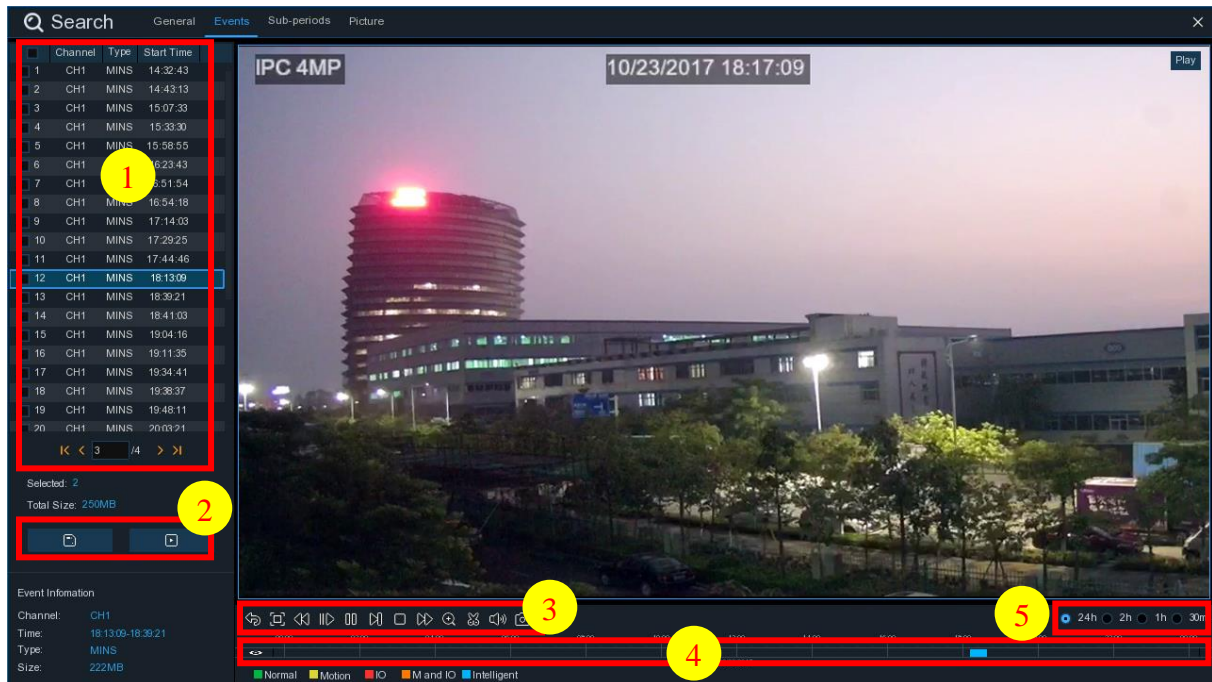 Search General Events Sub-periods Picture
Channel Type Start Time
1 CH1 MINS 14:32:43
2 CH1 MINS 14:43:13
3 CH1 MINS 15:07:33
4 CH1 MINS 15:33:30
5 CH1 MINS 15:58:55
6 CH1 6:23:43
7 CH1 6:51:54
8 CH1 MINS 16:54:18
9 CH1 MINS 17:14:03
10 CH1 MINS 17:29:25
11 CH1 MINS 17:44:46
12 CH1 MINS 18:13:09
13 CH1 MINS 18:39:21
14 CH1 MINS 18:41:03
15 CH1 MINS 19:04:16
16 CH1 MINS 19:11:35
17 CH1 MINS 19:34:41
18 CH1 MINS 19:38:37
19 CH1 MINS 19:48:11
20 CH1 MINS 20:03:21
3 /4
1
Selected: 2
Total Size: 250MB
2
Event Infomation
Channel: CH1
Time: 18:13:09-18:39:21
Type: MINS
Size: 222MB
IPC 4MP 10/23/2017 18:17:09 Play
3
5
24h 2h 1h 30m
4
Normal Motion IO M and IO Intelligent